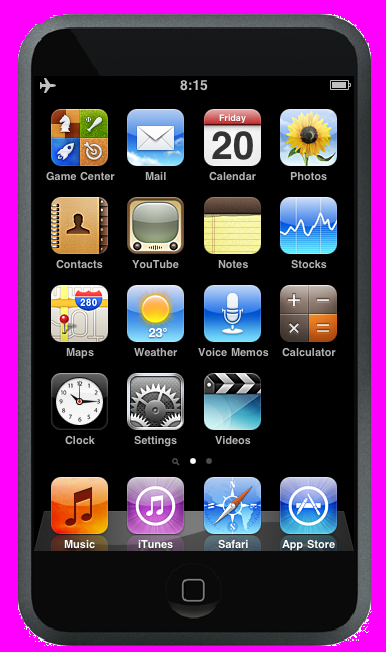 8:15
Friday
20
Game Center Mail Calendar Photos
Contacts YouTube Notes Stocks
280
23°
Maps Weather Voice Memos Calculator
Clock Settings Videos
Music iTunes Safari App Store